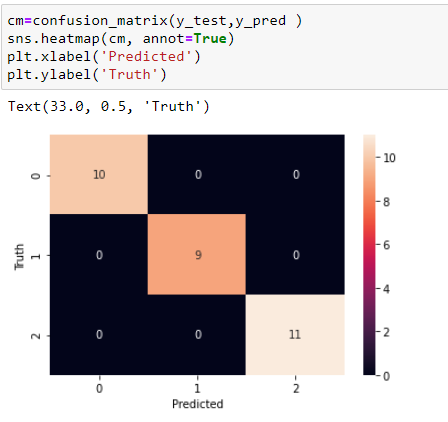 cm=confusion_matrix(y_test,y_pred )
sns.heatmap(cm, annot=True)
plt.xlabel('Predicted')
plt.ylabel('Truth')
Text(33.0, 0.5, 'Truth')
0
10 0 0
1
0 9 0
2
0 0 11
Truth
0 1 2
Predicted
10
8
6
4
2
0